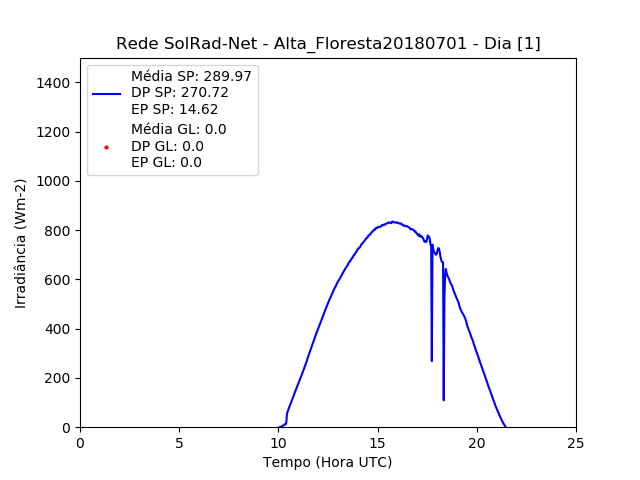 Rede SolRad-Net - Alta_Floresta20180701 - Dia [1]
Média SP: 289.97
DP SP: 270.72
EP SP: 14.62
Média GL: 0.0
DP GL: 0.0
EP GL: 0.0
1400
1200
1000
800
600
400
200
0
Irradiância (Wm-2)
0 5 10 15 20 25
Tempo (Hora UTC)